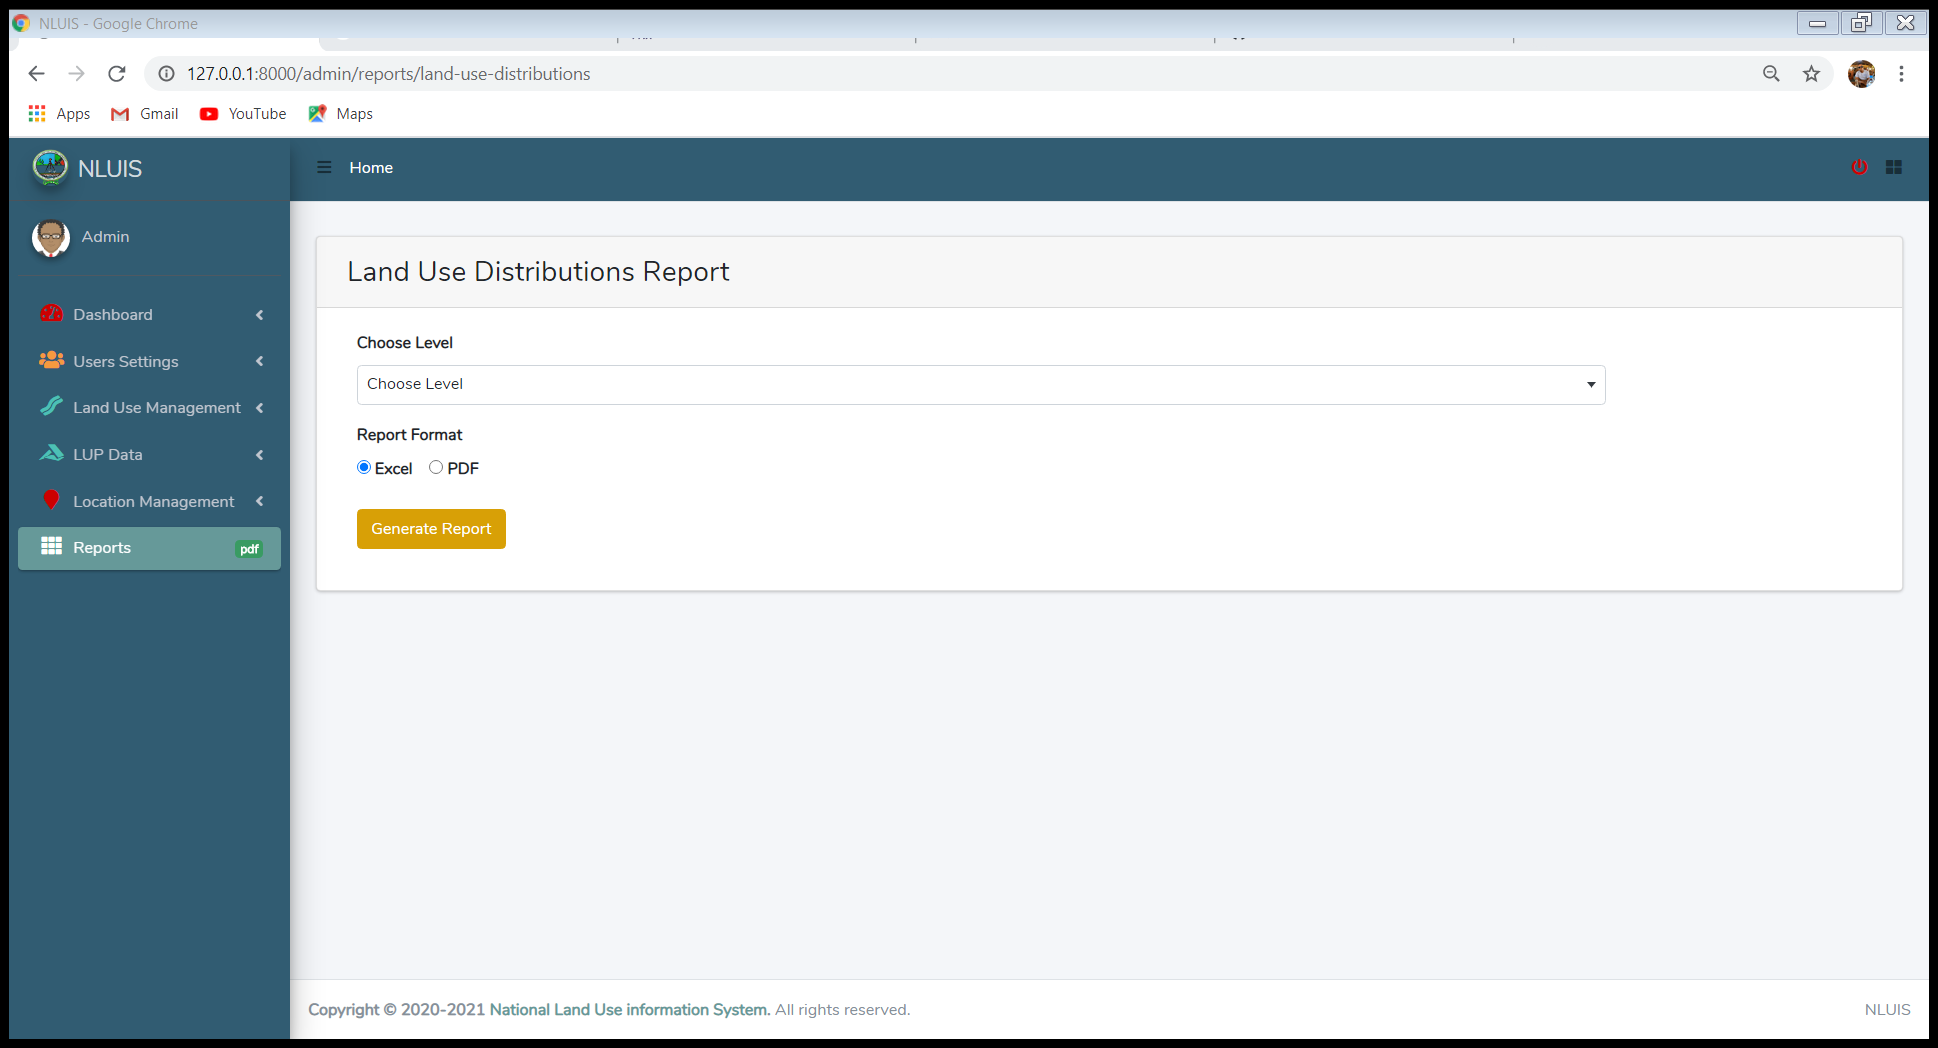 NLUIS - Google Chrome
127.0.0.1:8000/admin/reports/land-use-distributions
Apps Gmail YouTube Maps
NLUIS
Home
Admin
Dashboard
Users Settings
Land Use Management
LUP Data
Location Management
Reports pdf
Land Use Distributions Report
Choose Level
Choose Level
Report Format
Excel PDF
Generate Report
Copyright © 2020-2021 National Land Use information System. All rights reserved.
NLUIS